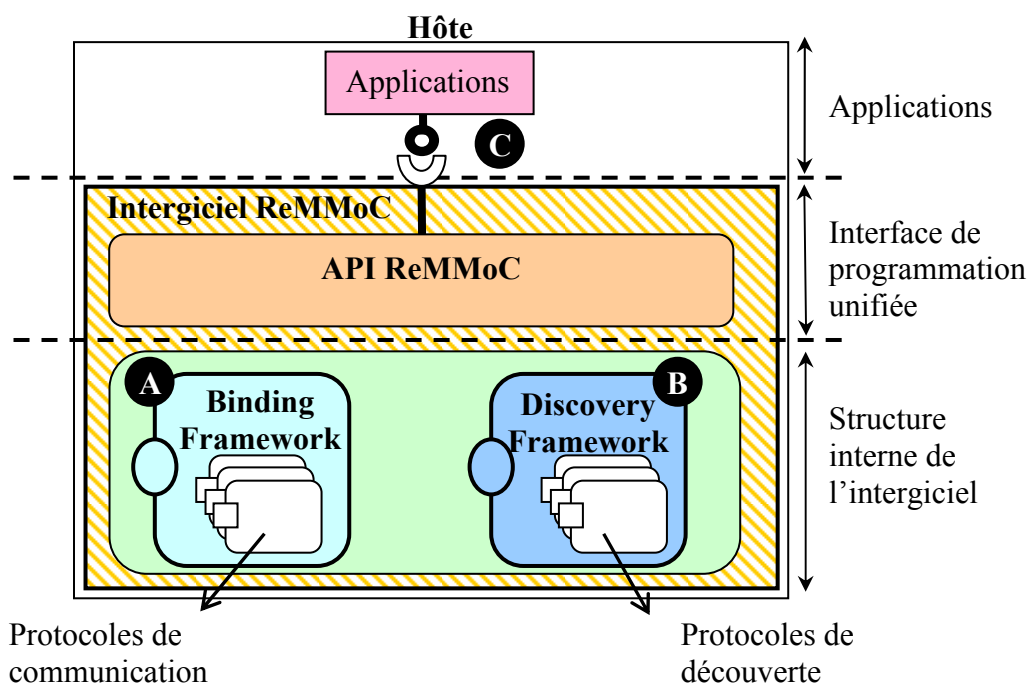 Hôte
Applications
C
Applications
Intergiciel ReMMoC
API ReMMoC
Interface de
programmation
unifiée
A
Binding
Framework
B
Discovery
Framework
Structure
interne de
l’intergiciel
Protocoles de
communication
Protocoles de
découverte